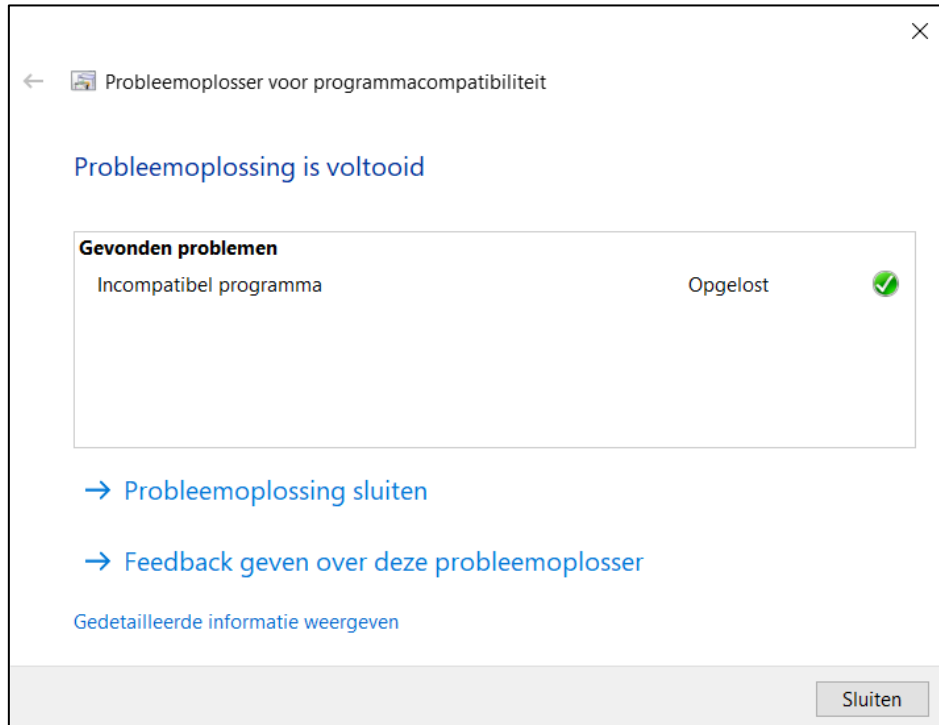 Probleemoplosser voor programmacompatibiliteit
Probleemoplossing is voltooid
Gevonden problemen
Incompatibel programma Opgelost
Probleemoplossing sluiten
Feedback geven over deze probleemoplosser
Gedetailleerde informatie weergeven
Sluiten